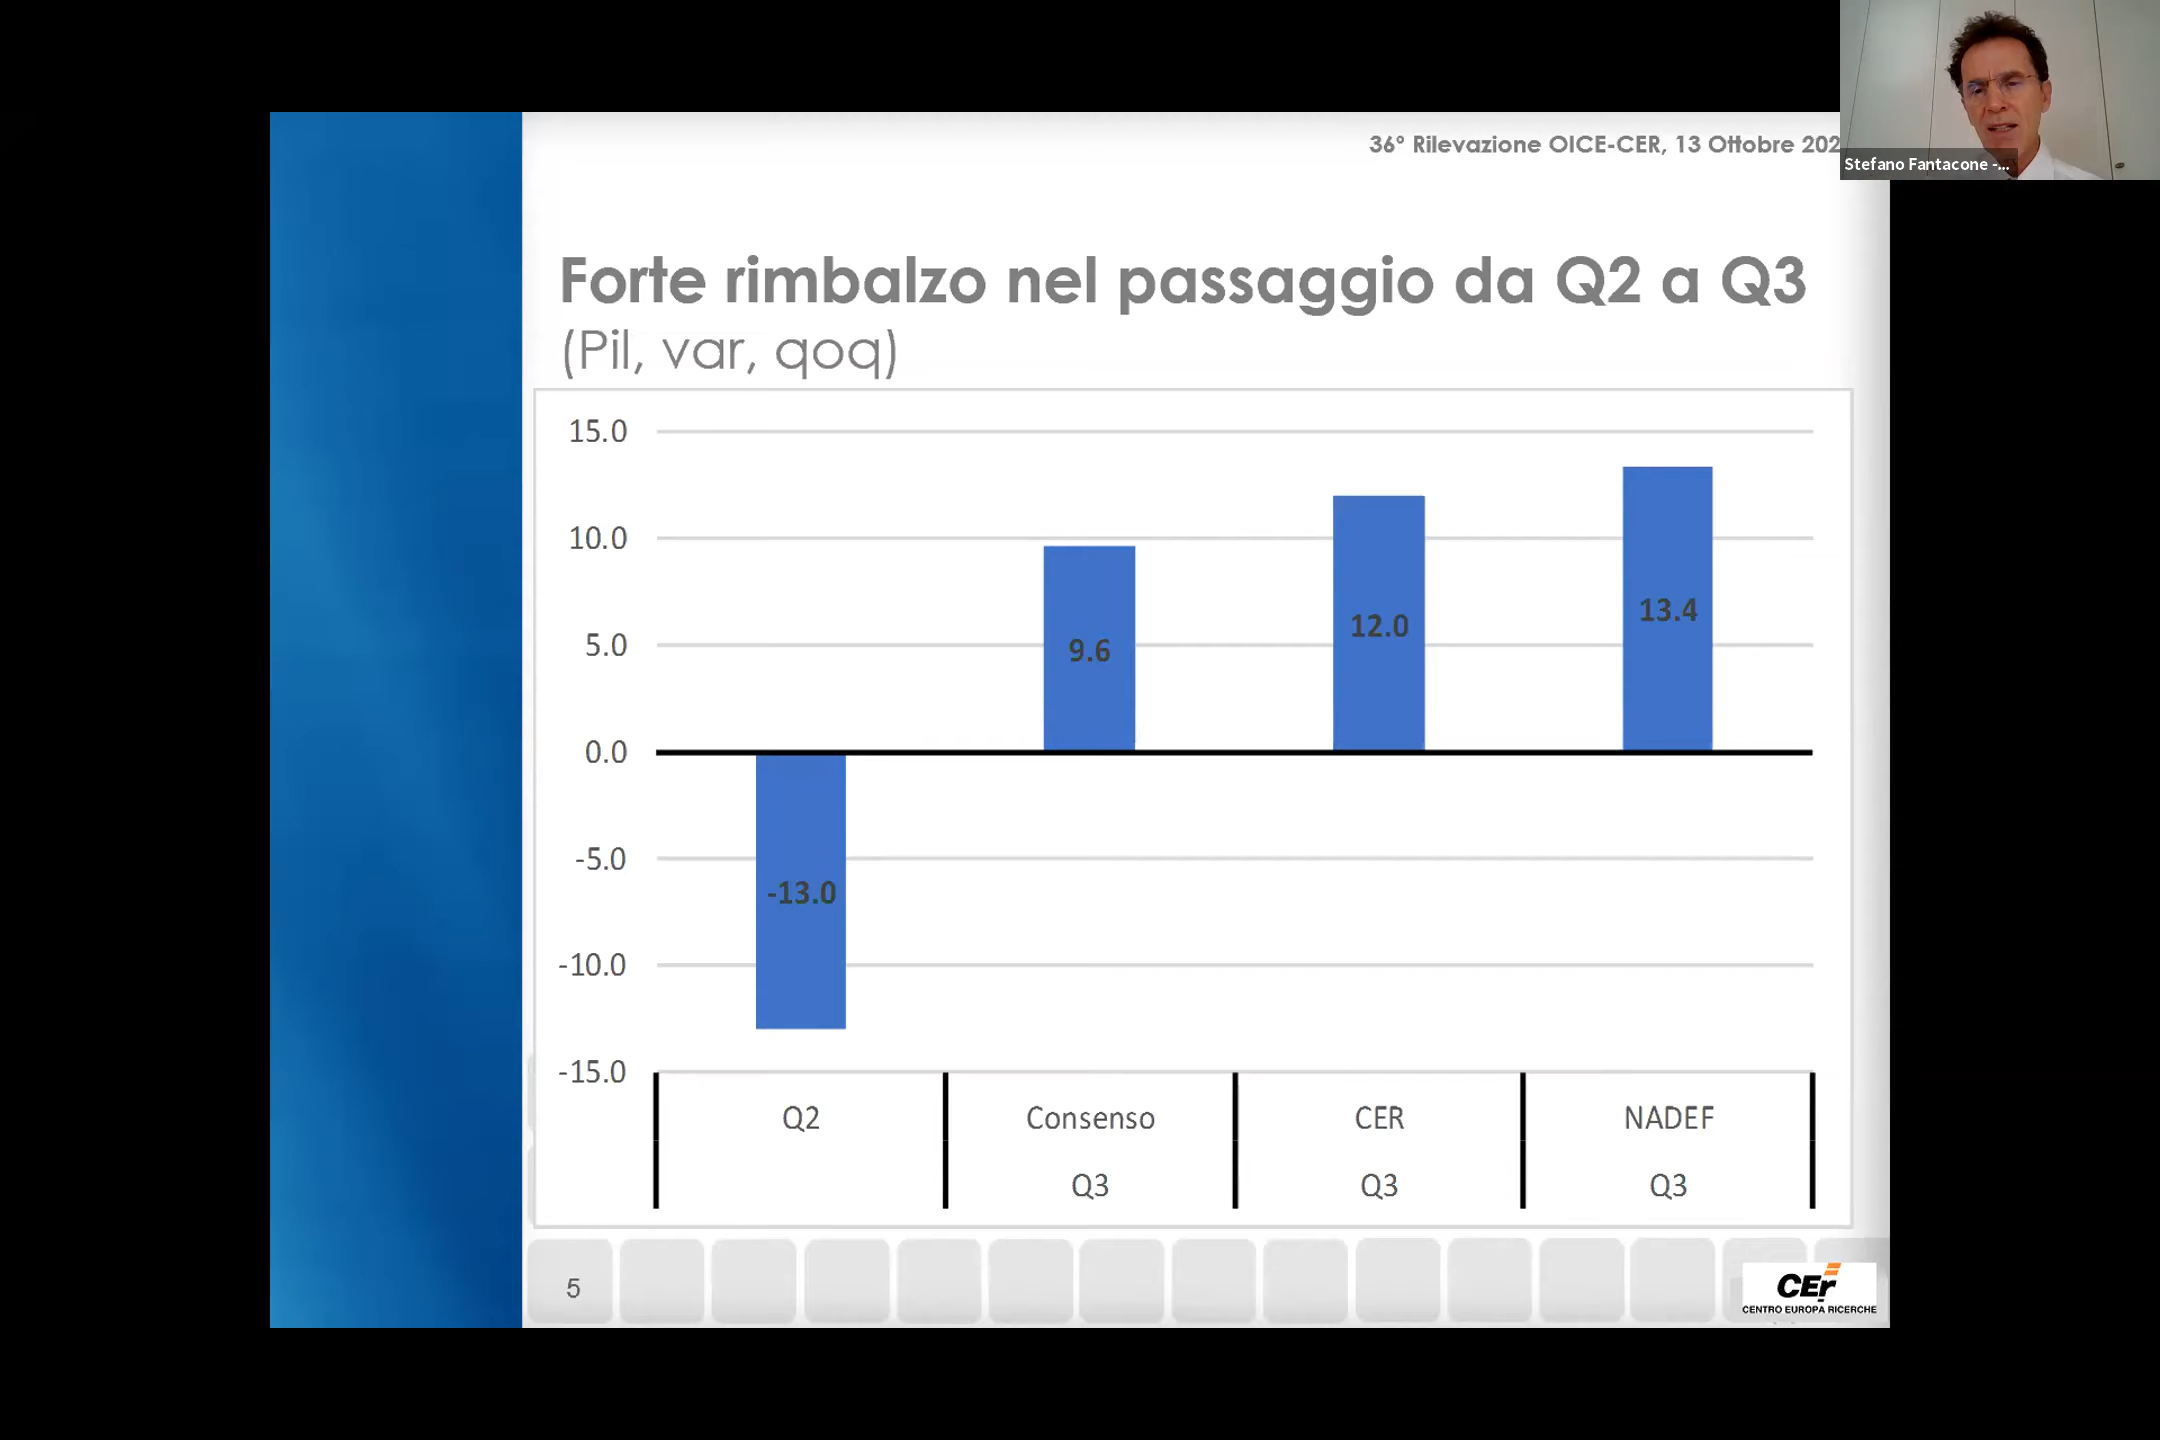 36° Rilevazione OICE-CER, 13 Ottobre 202
Stefano Fantacone -...
Forte rimbalzo nel passaggio da Q2 a Q3
(Pil, var, qoq)
15.0
10.0
5.0
0.0
-5.0
-10.0
-15.0
-13.0
9.6
12.0
13.4
Q2
Consenso
CER
NADEF
Q3
Q3
Q3
5
CEr
CENTRO EUROPA RICERCHE